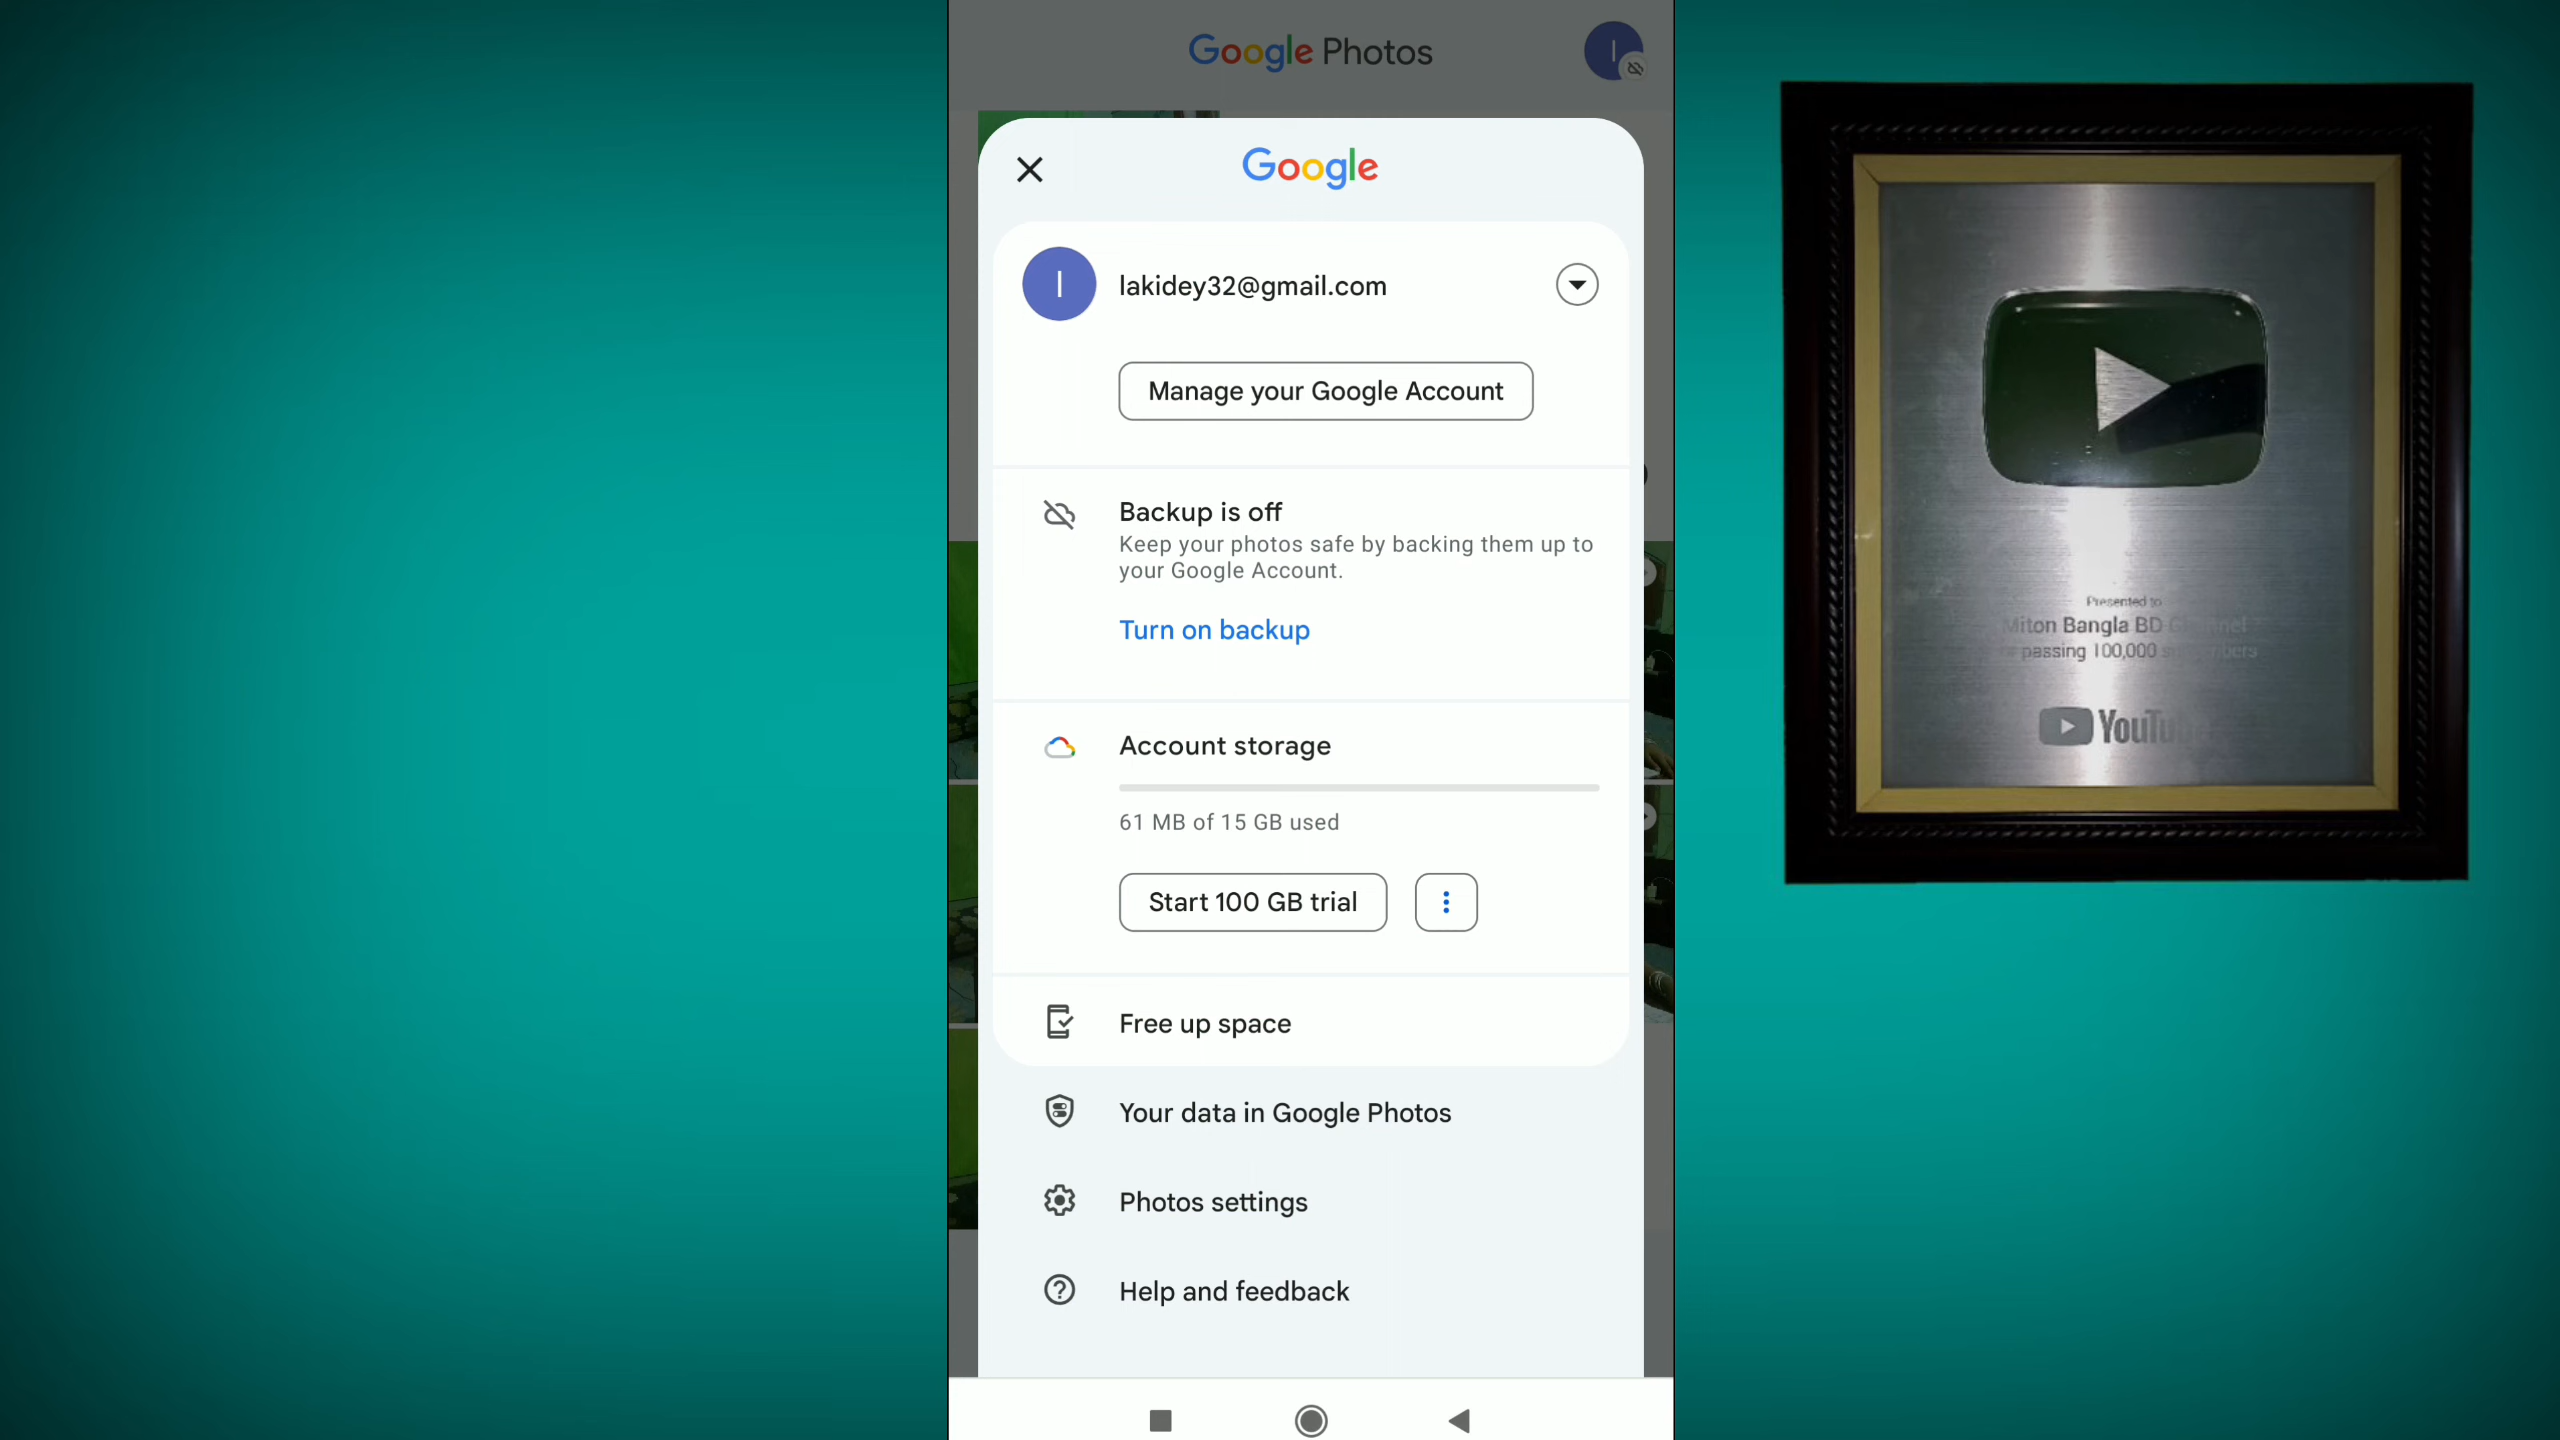 Google Photos
Google
lakidey32@gmail.com
Manage your Google Account
Backup is off
Keep your photos safe by backing them up to
your Google Account.
Turn on backup
Account storage
61 MB of 15 GB used
Start 100 GB trial
Free up space
Your data in Google Photos
Photos settings
Help and feedback
Presented to
Miton Bangla BD
passing 100,000
YouTube